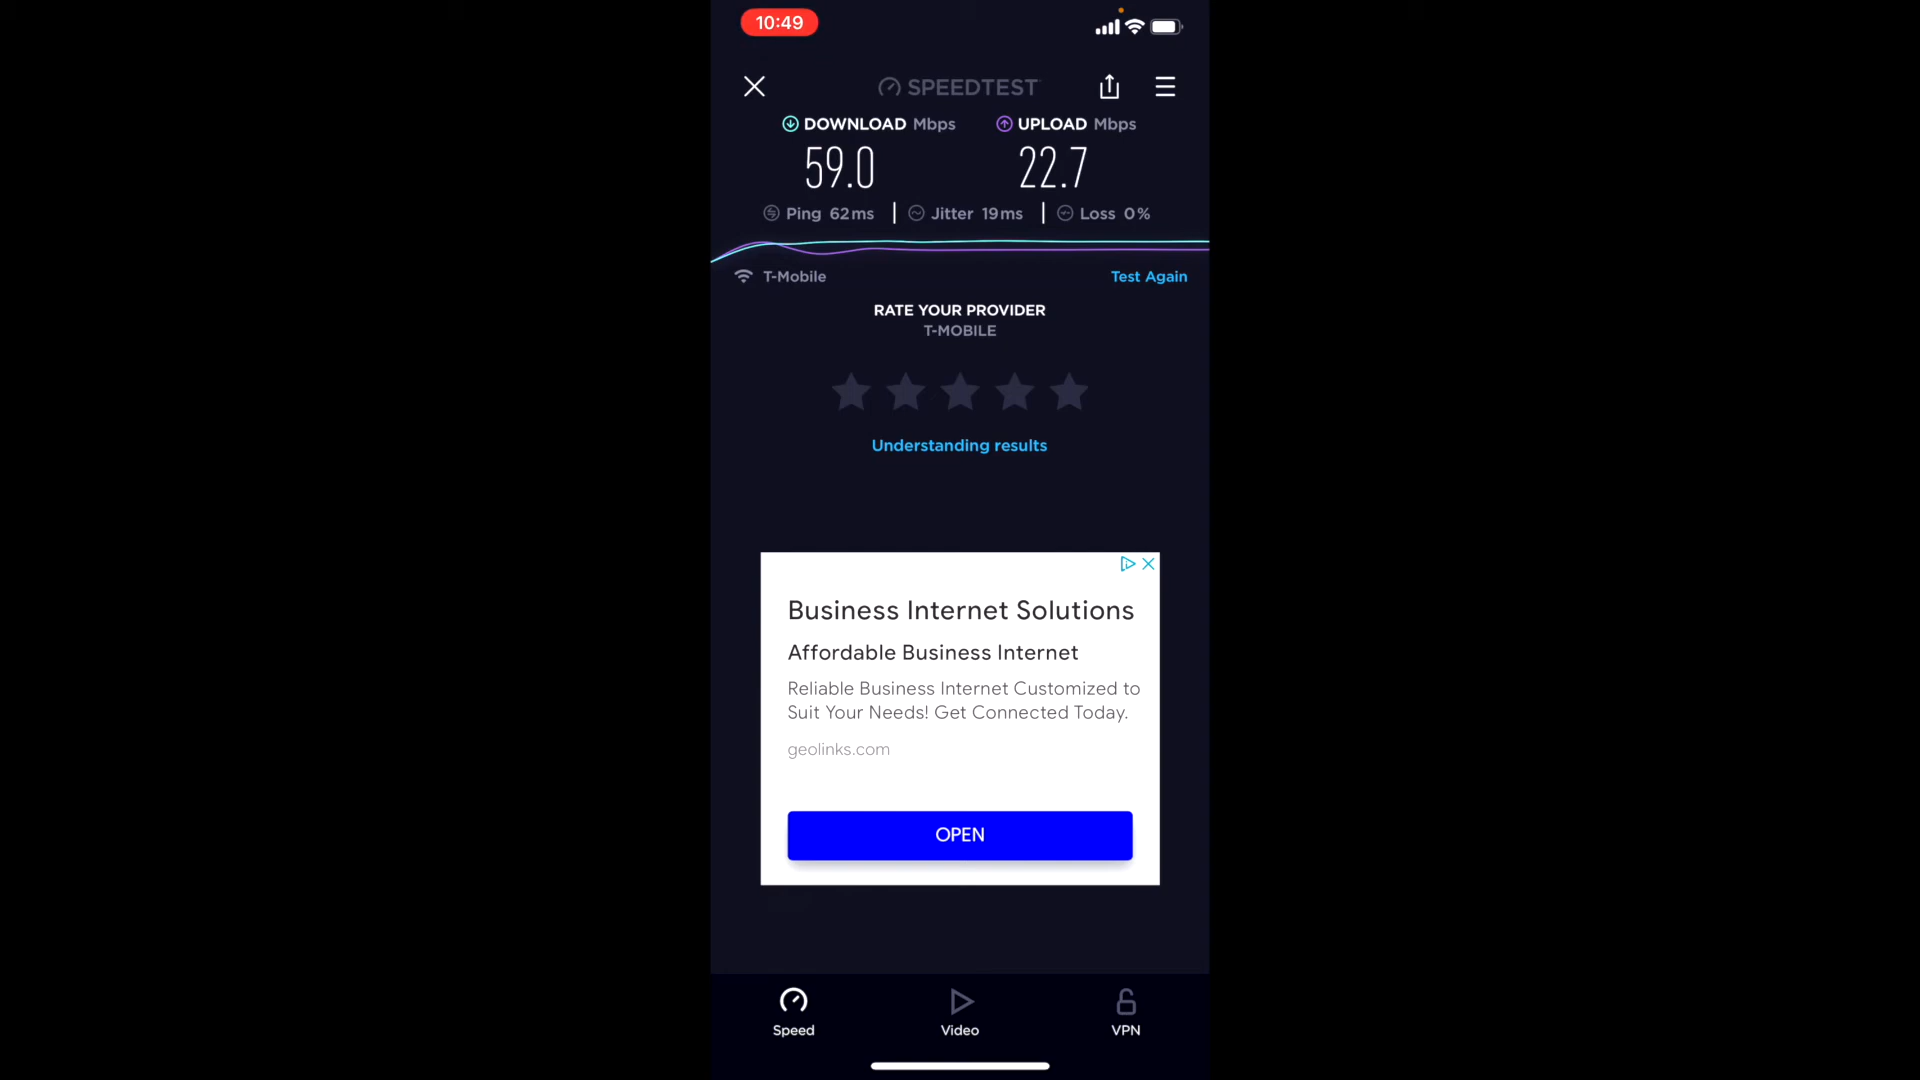 10:49
SPEEDTEST
DOWNLOAD Mbps
59.0
UPLOAD Mbps
22.7
Ping 62ms
Jitter 19ms
Loss 0%
T-Mobile
Test Again
RATE YOUR PROVIDER
T-MOBILE
Understanding results
Business Internet Solutions
Affordable Business Internet
Reliable Business Internet Customized to
Suit Your Needs! Get Connected Today.
geolinks.com
OPEN
Speed
Video
VPN